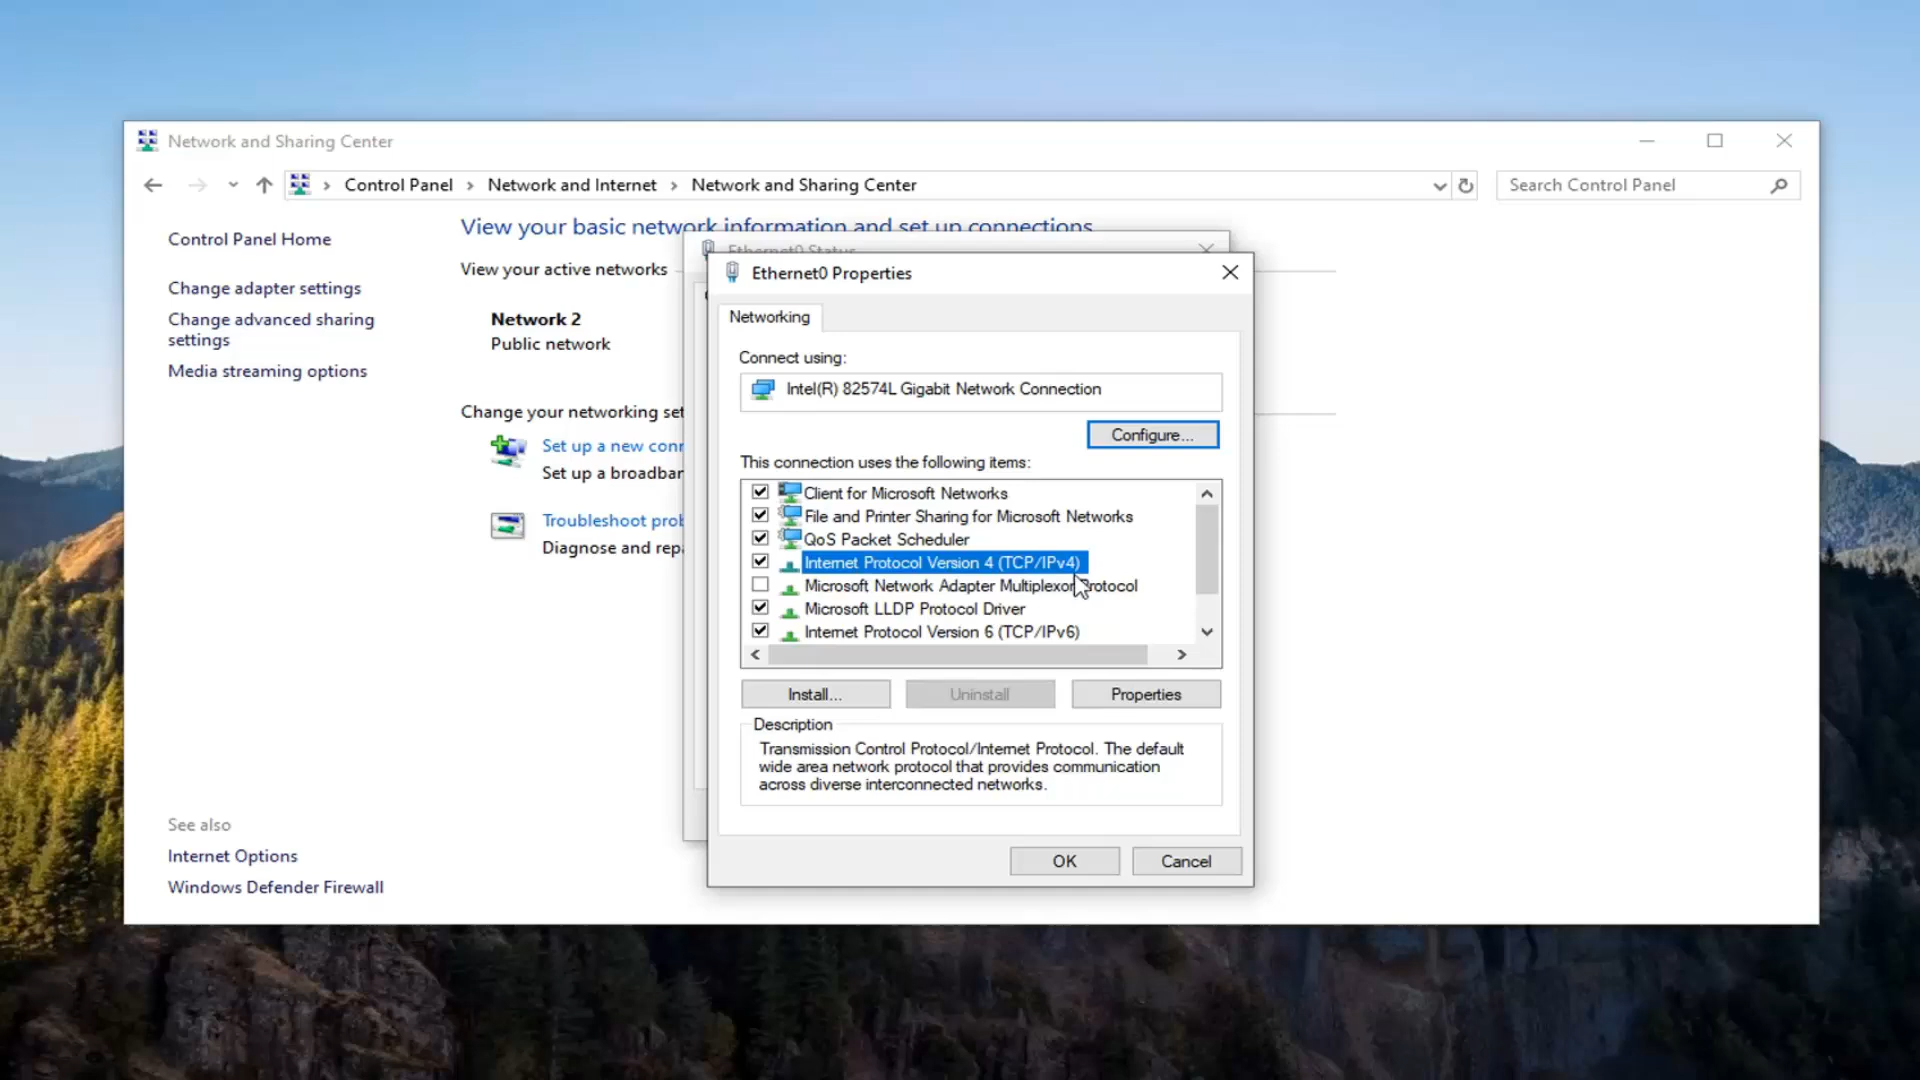 Network and Sharing Center
Control Panel > Network and Internet > Network and Sharing Center
Search Control Panel
Control Panel Home
Change adapter settings
Change advanced sharing
settings
Media streaming options
See also
Internet Options
Windows Defender Firewall
View your basic network information and set up connections
View your active networks
Network 2
Public network
Change your networking set
Set up a new conn
Set up a broadban
Troubleshoot prob
Diagnose and repa
Ethernet0 Status
Ethernet0 Properties
Networking
Connect using:
Intel(R) 82574L Gigabit Network Connection
Configure...
This connection uses the following items:
Client for Microsoft Networks
File and Printer Sharing for Microsoft Networks
QoS Packet Scheduler
Internet Protocol Version 4 (TCP/IPv4)
Microsoft Network Adapter Multiplexor Protocol
Microsoft LLDP Protocol Driver
Internet Protocol Version 6 (TCP/IPv6)
Install...
Uninstall
Properties
Description
Transmission Control Protocol/Internet Protocol. The default
wide area network protocol that provides communication
across diverse interconnected networks.
OK
Cancel